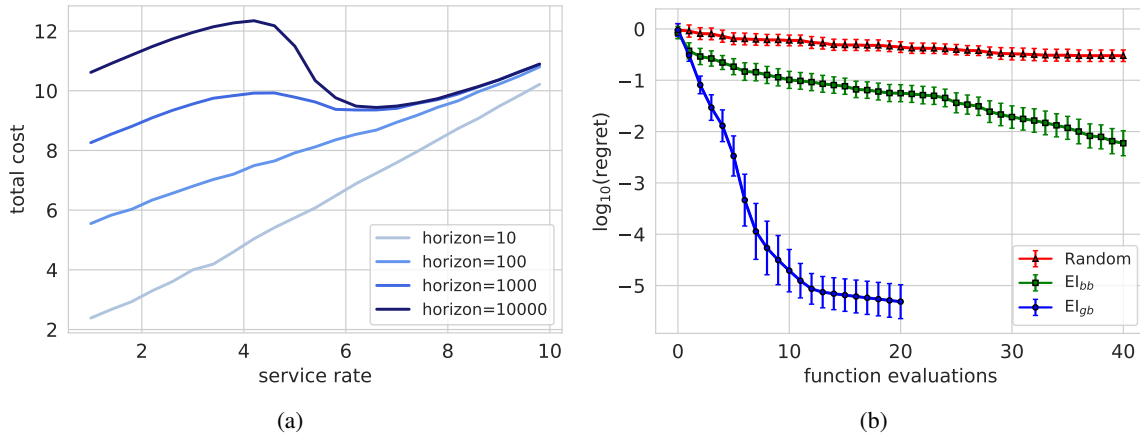 12
10
8
6
4
2
total cost
2
4
6
8
10
service rate
horizon=10
horizon=100
horizon=1000
horizon=10000
(a)
0
−1
−2
−3
−4
−5
log₁₀(regret)
0
10
20
30
40
function evaluations
Random
EI_bb
EI_gb
(b)